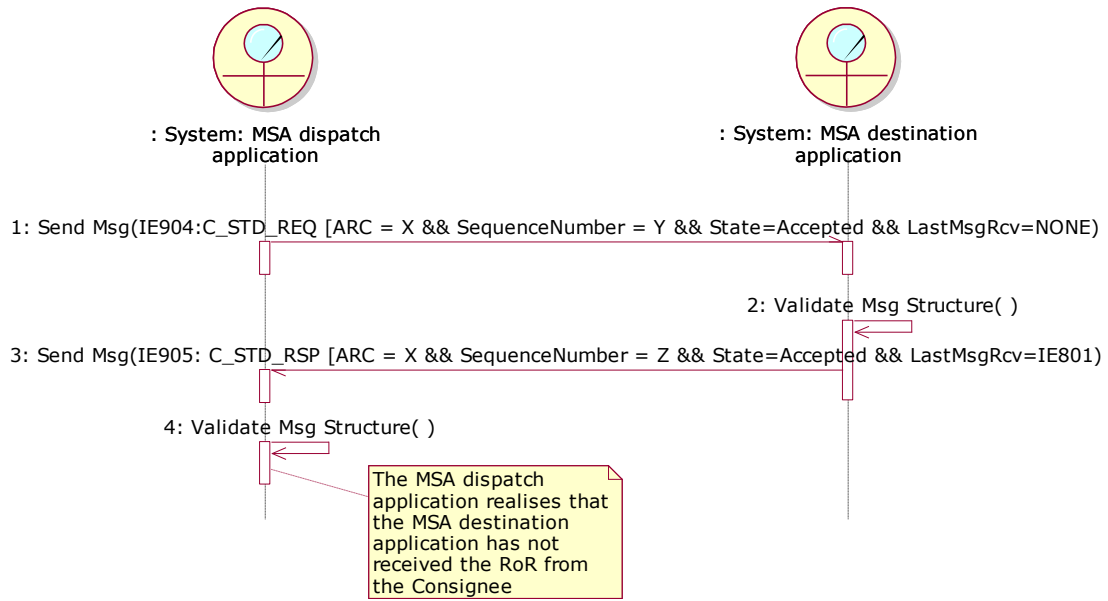 : System: MSA dispatch
application
: System: MSA destination
application
1: Send Msg(IE904:C_STD_REQ [ARC = X && SequenceNumber = Y && State=Accepted && LastMsgRcv=NONE)
2: Validate Msg Structure( )
3: Send Msg(IE905: C_STD_RSP [ARC = X && SequenceNumber = Z && State=Accepted && LastMsgRcv=IE801)
4: Validate Msg Structure( )
The MSA dispatch
application realises that
the MSA destination
application has not
received the RoR from
the Consignee